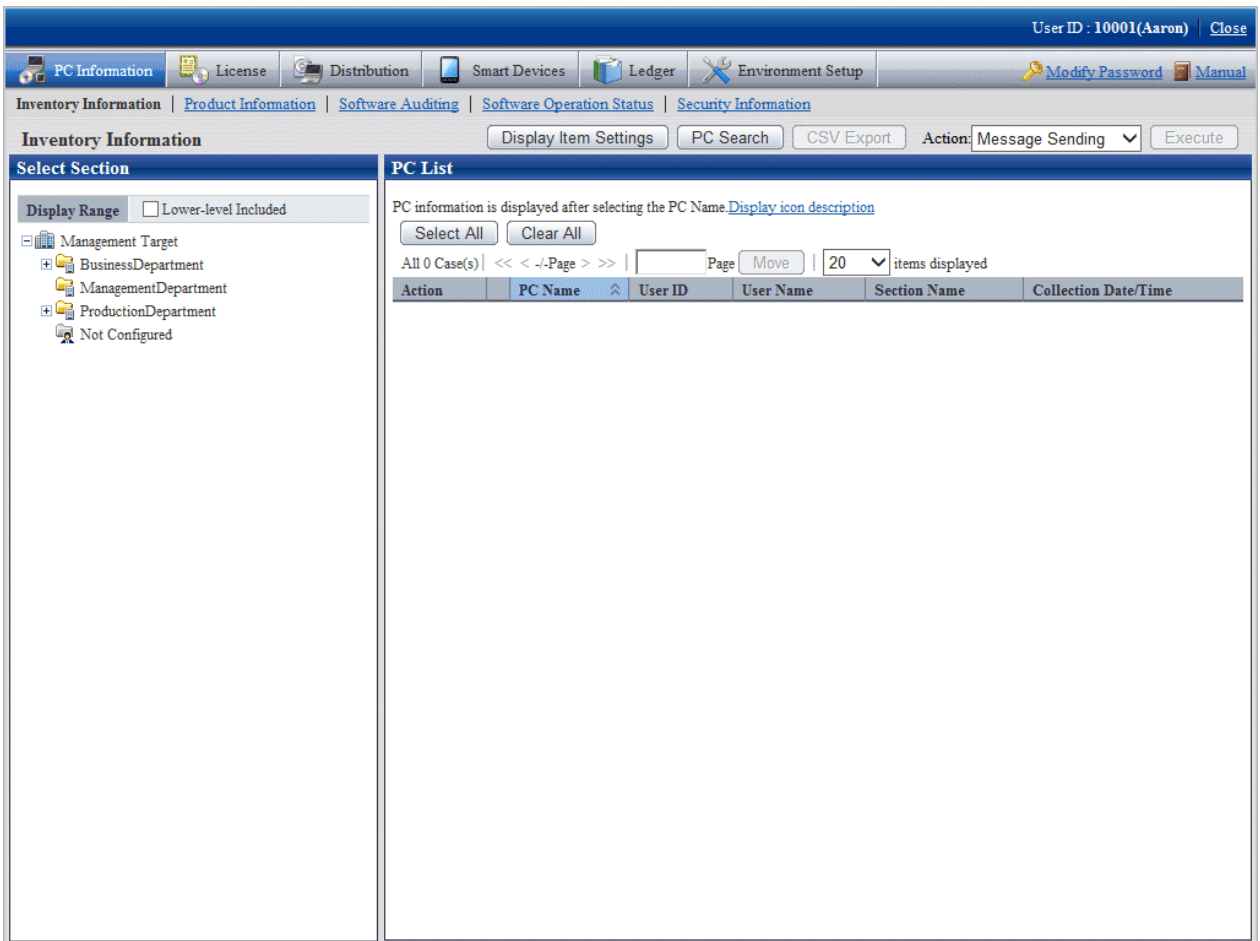 User ID : 10001(Aaron) Close
PC Information License Distribution Smart Devices Ledger Environment Setup Modify Password Manual
Inventory Information | Product Information | Software Auditing | Software Operation Status | Security Information
Inventory Information Display Item Settings PC Search CSV Export Action: Message Sending Execute
Select Section
Display Range Lower-level Included
Management Target
BusinessDepartment
ManagementDepartment
ProductionDepartment
Not Configured
PC List
PC information is displayed after selecting the PC Name.Display icon description
Select All Clear All
All 0 Case(s) | << < -/-Page > >> | Page Move | 20 items displayed
Action PC Name User ID User Name Section Name Collection Date/Time